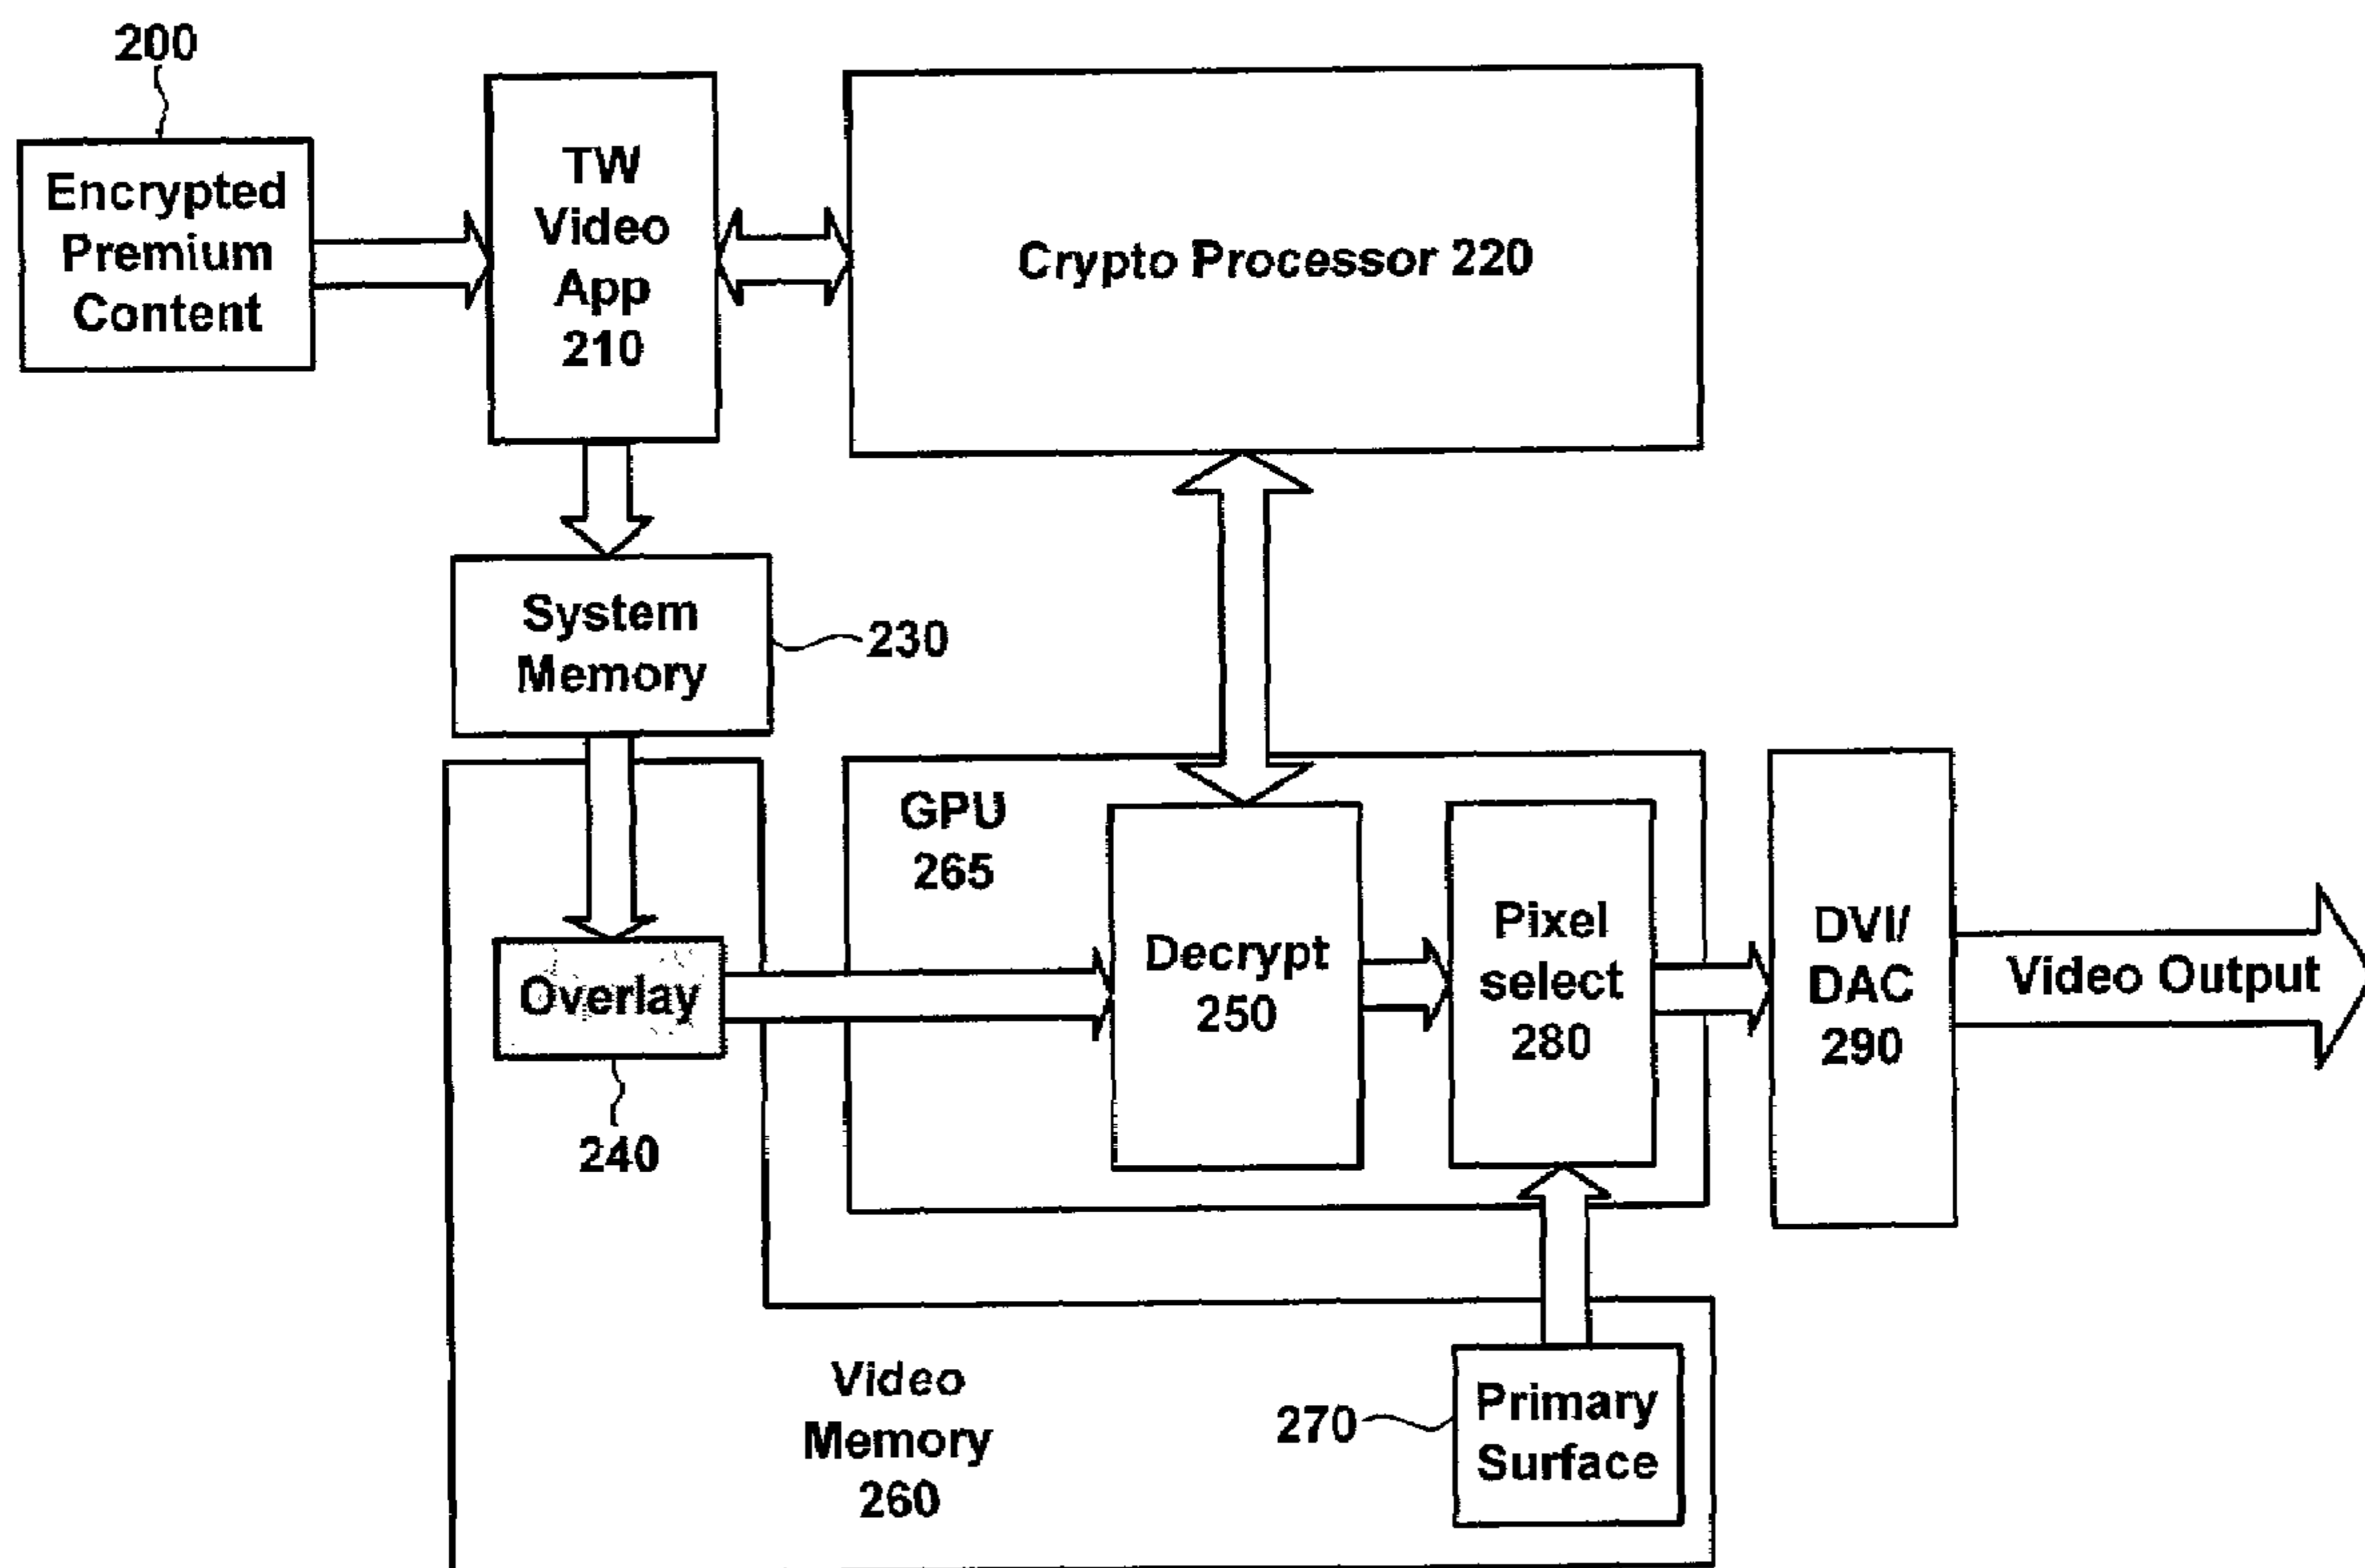 200
Encrypted
Premium
Content
TW
Video
App
210
Crypto Processor 220
System
Memory
230
GPU
265
Overlay
240
Decrypt
250
Pixel
select
280
DVI/
DAC
290
Video Output
Video
Memory
260
270
Primary
Surface